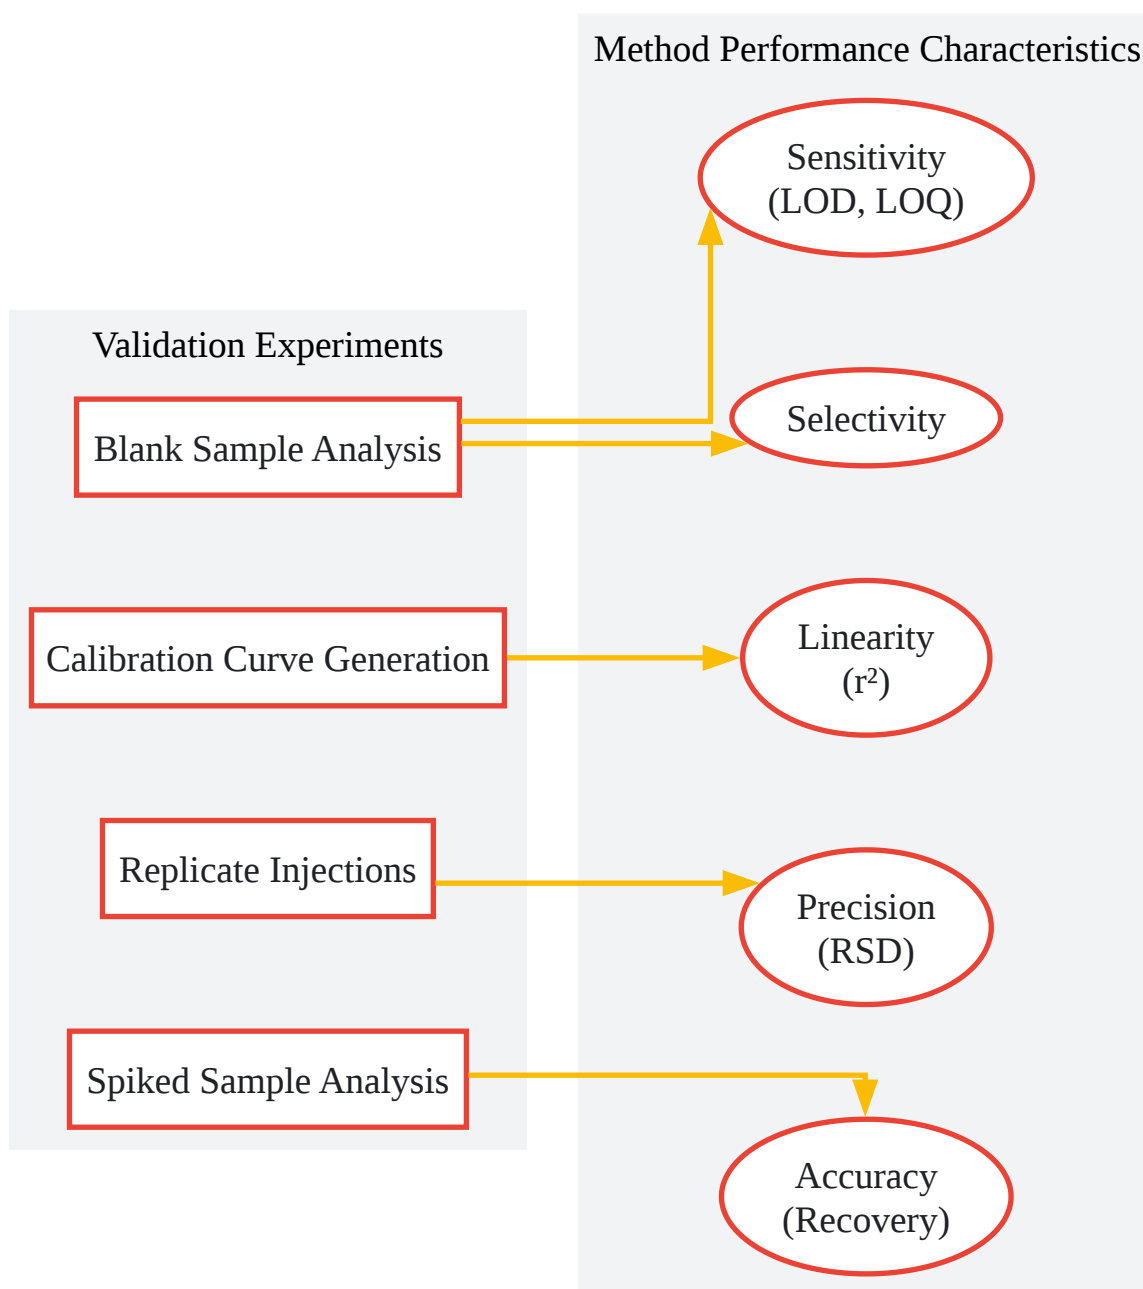 Method Performance Characteristics
Sensitivity
(LOD, LOQ)
Validation Experiments
Blank Sample Analysis
Selectivity
Calibration Curve Generation
Linearity
(r²)
Replicate Injections
Precision
(RSD)
Spiked Sample Analysis
Accuracy
(Recovery)